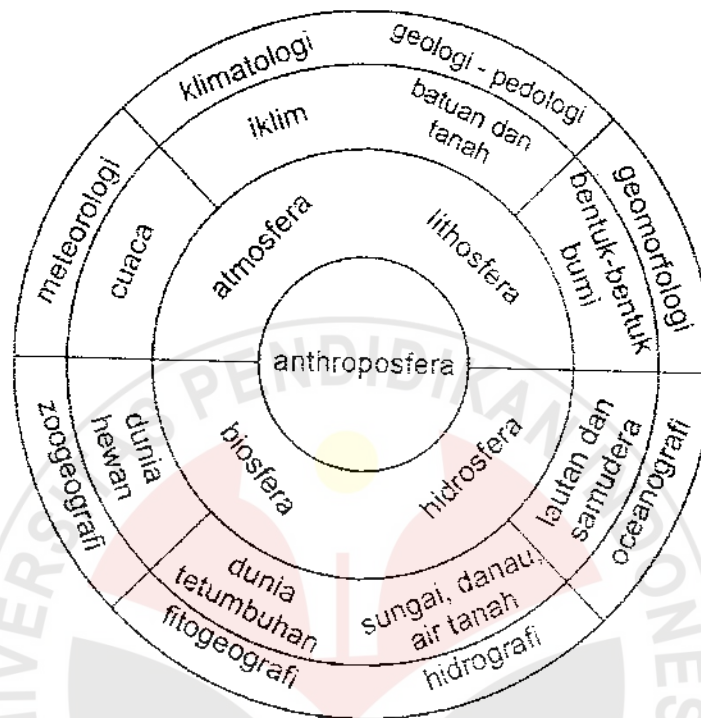 klimatologi
geologi - pedologi
iklim
batuan dan
tanah
meteorologi
cuaca
atmosfera
lithosfera
bentuk-bentuk
bumi
geomorfologi
anthroposfera
zoogeografi
dunia
hewan
biosfera
hidrosfera
lautan dan
samudera
oceanografi
dunia
tetumbuhan
fitogeografi
sungai, danau,
air tanah
hidrografi
PENDIDIKAN